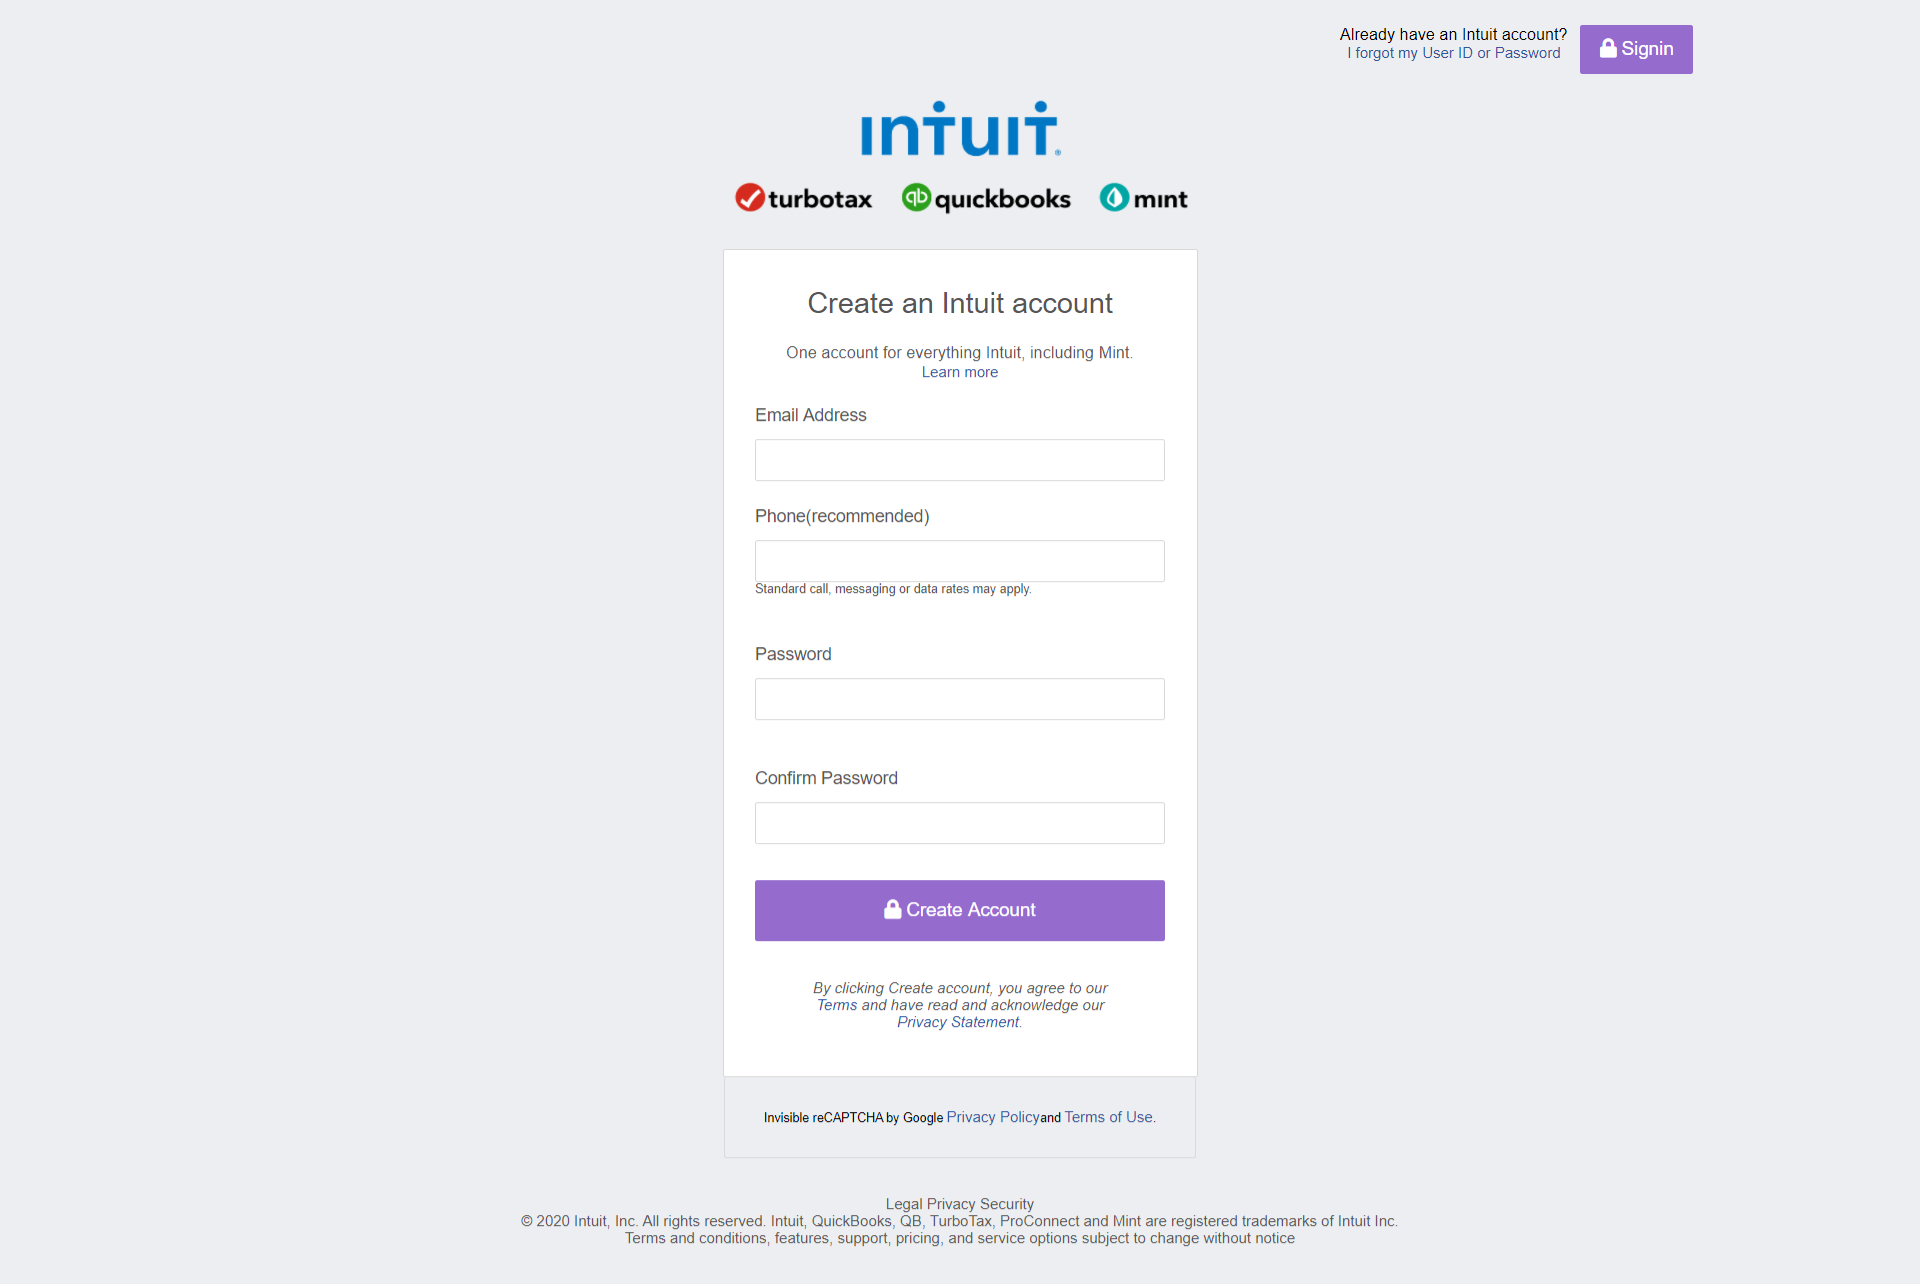 Already have an Intuit account?
I forgot my User ID or Password
Signin
intuit®
turbotax
qb quickbooks
mint
Create an Intuit account
One account for everything Intuit, including Mint.
Learn more
Email Address
Phone(recommended)
Standard call, messaging or data rates may apply.
Password
Confirm Password
Create Account
By clicking Create account, you agree to our
Terms and have read and acknowledge our
Privacy Statement.
Invisible reCAPTCHA by Google Privacy Policyand Terms of Use.
Legal Privacy Security
© 2020 Intuit, Inc. All rights reserved. Intuit, QuickBooks, QB, TurboTax, ProConnect and Mint are registered trademarks of Intuit Inc.
Terms and conditions, features, support, pricing, and service options subject to change without notice